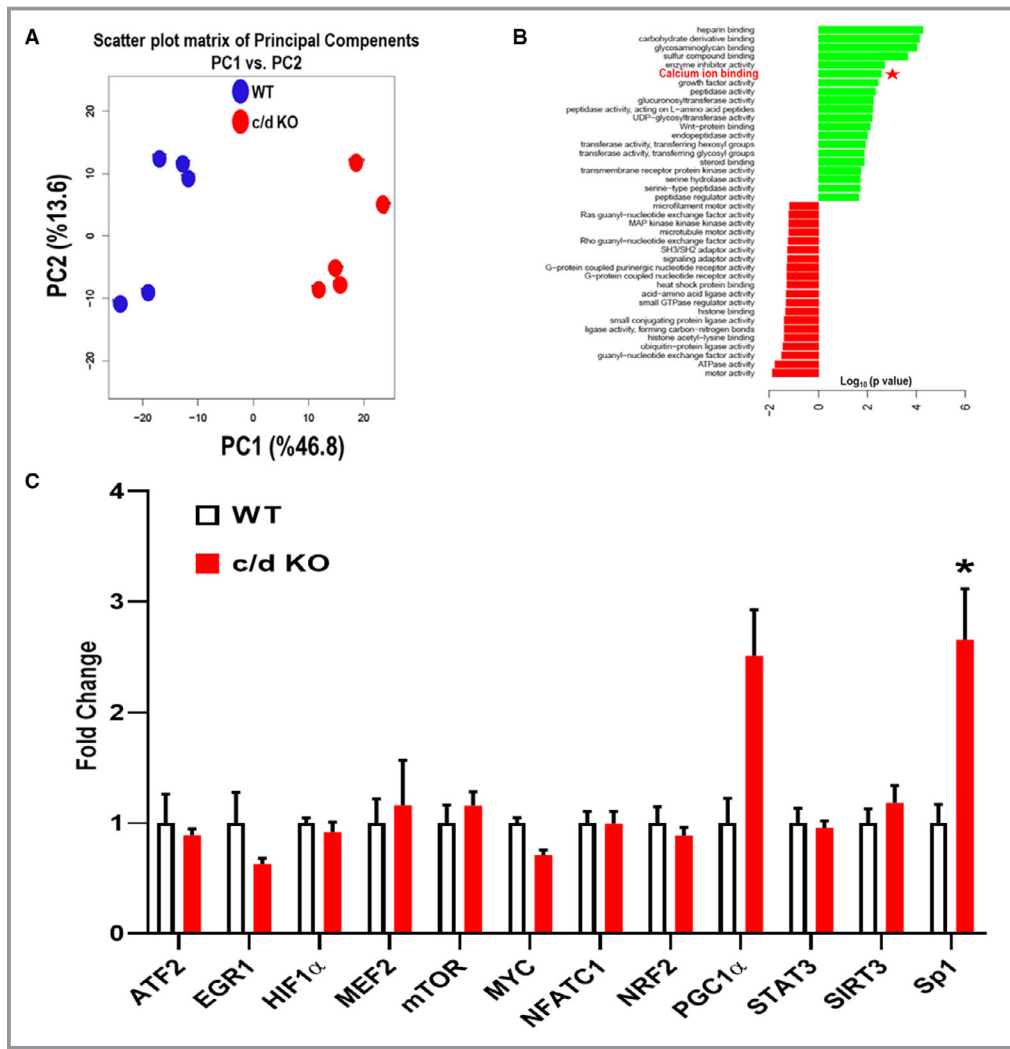 A
Scatter plot matrix of Principal Compenents
PC1 vs. PC2
WT
c/d KO
20
10
0
−10
−20
PC2 (%13.6)
−20
−10
0
10
20
PC1 (%46.8)
B
heparin binding
carbohydrate derivative binding
glycosaminoglycan binding
sulfur compound binding
enzyme inhibitor activity
Calcium ion binding
growth factor activity
peptidase activity
glucuronosyltransferase activity
peptidase activity, acting on L−amino acid peptides
UDP−glycosyltransferase activity
Wnt−protein binding
endopeptidase activity
transferase activity, transferring hexosyl groups
transferase activity, transferring glycosyl groups
steroid binding
transmembrane receptor protein kinase activity
serine hydrolase activity
serine−type peptidase activity
peptidase regulator activity
microfilament motor activity
Ras guanyl−nucleotide exchange factor activity
MAP kinase kinase kinase activity
microtubule motor activity
Rho guanyl−nucleotide exchange factor activity
SH3/SH2 adaptor activity
signaling adaptor activity
G−protein coupled purinergic nucleotide receptor activity
G−protein coupled nucleotide receptor activity
heat shock protein binding
acid−amino acid ligase activity
small GTPase regulator activity
histone binding
small conjugating protein ligase activity
ligase activity, forming carbon−nitrogen bonds
histone acetyl−lysine binding
ubiquitin−protein ligase activity
guanyl−nucleotide exchange factor activity
ATPase activity
motor activity
Log10 (p value)
−2
0
2
4
6
C
WT
c/d KO
*
4
3
2
1
0
Fold Change
ATF2
EGR1
HIF1α
MEF2
mTOR
MYC
NFATC1
NRF2
PGC1α
STAT3
SIRT3
Sp1